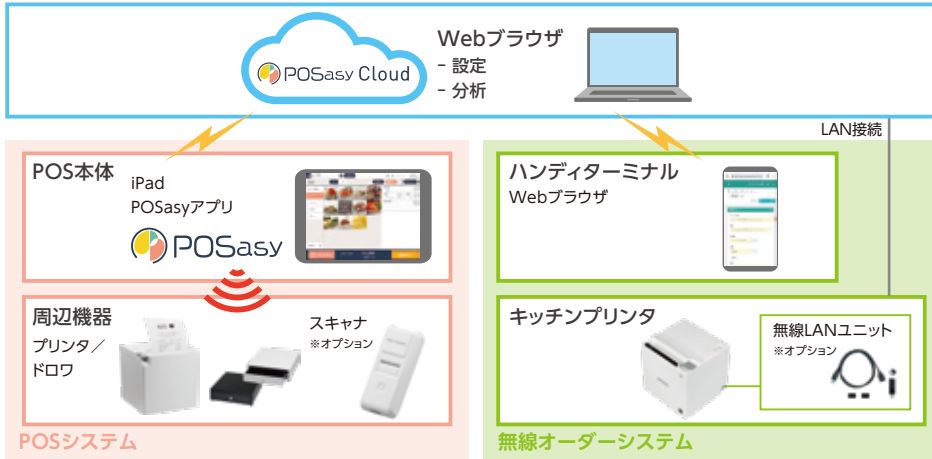 POSasy Cloud
Webブラウザ
- 設定
- 分析
LAN接続
POS本体
iPad
POSasyアプリ
POSasy
周辺機器
プリンタ／
ドロワ
スキャナ
※オプション
POSシステム
ハンディターミナル
Webブラウザ
キッチンプリンタ
無線LANユニット
※オプション
無線オーダーシステム